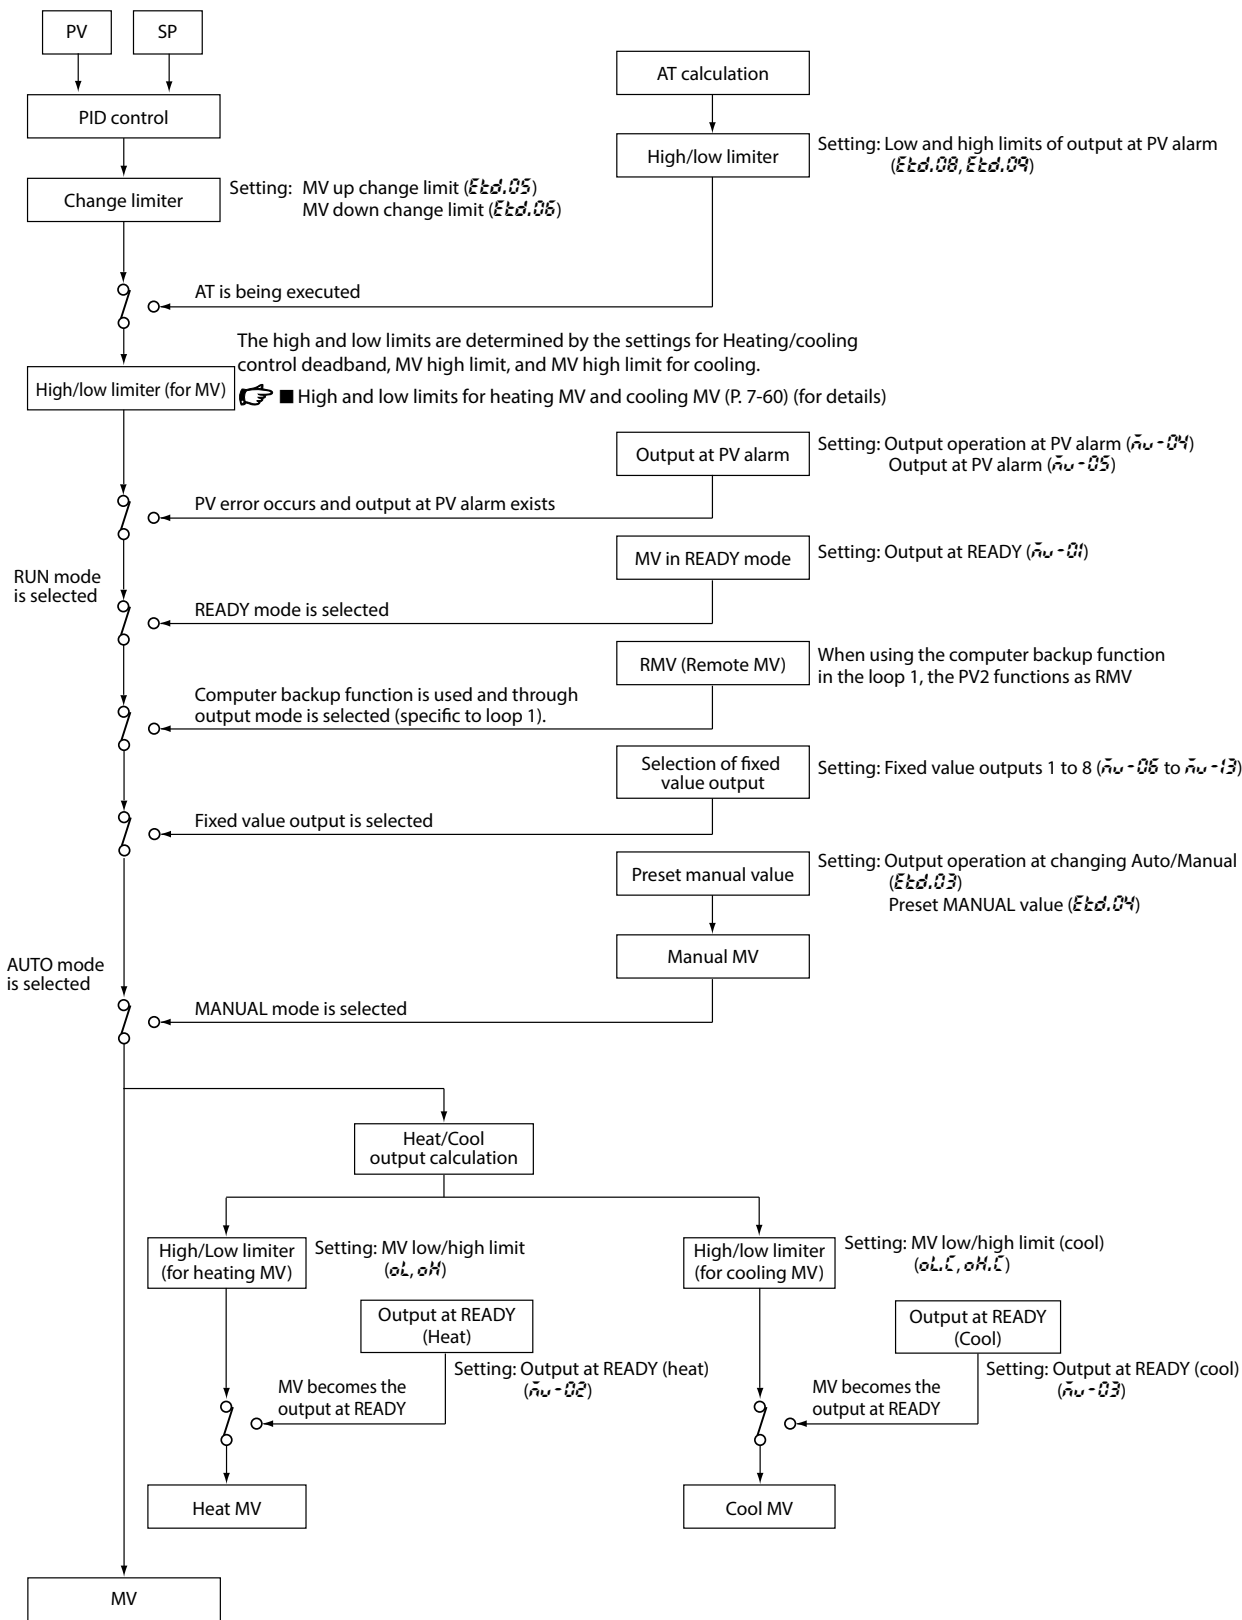 PV
SP
AT calculation
PID control
High/low limiter
Setting: Low and high limits of output at PV alarm
(Etd.08, Etd.09)
Change limiter
Setting: MV up change limit (Etd.05)
MV down change limit (Etd.06)
AT is being executed
The high and low limits are determined by the settings for Heating/cooling
control deadband, MV high limit, and MV high limit for cooling.
High/low limiter (for MV)
■ High and low limits for heating MV and cooling MV (P. 7-60) (for details)
Output at PV alarm
Setting: Output operation at PV alarm (mv-04)
Output at PV alarm (mv-05)
PV error occurs and output at PV alarm exists
MV in READY mode
Setting: Output at READY (mv-01)
RUN mode
is selected
READY mode is selected
RMV (Remote MV)
When using the computer backup function
in the loop 1, the PV2 functions as RMV
Computer backup function is used and through
output mode is selected (specific to loop 1).
Selection of fixed
value output
Setting: Fixed value outputs 1 to 8 (mv-06 to mv-13)
Fixed value output is selected
Preset manual value
Setting: Output operation at changing Auto/Manual
(Etd.03)
Preset MANUAL value (Etd.04)
Manual MV
AUTO mode
is selected
MANUAL mode is selected
Heat/Cool
output calculation
High/Low limiter
(for heating MV)
Setting: MV low/high limit
(oL, oH)
High/low limiter
(for cooling MV)
Setting: MV low/high limit (cool)
(oL.C, oH.C)
Output at READY
(Heat)
Output at READY
(Cool)
Setting: Output at READY (heat)
(mv-02)
Setting: Output at READY (cool)
(mv-03)
MV becomes the
output at READY
MV becomes the
output at READY
Heat MV
Cool MV
MV